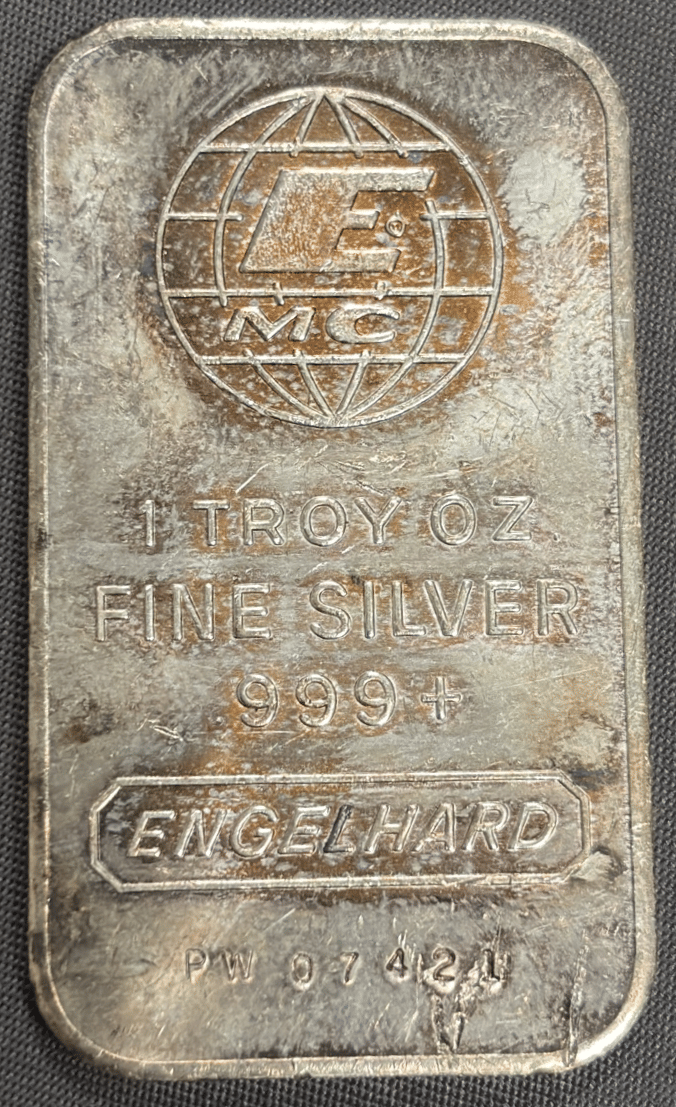 E
MC
1 TROY OZ.
FINE SILVER
999+
ENGELHARD
PW 07421